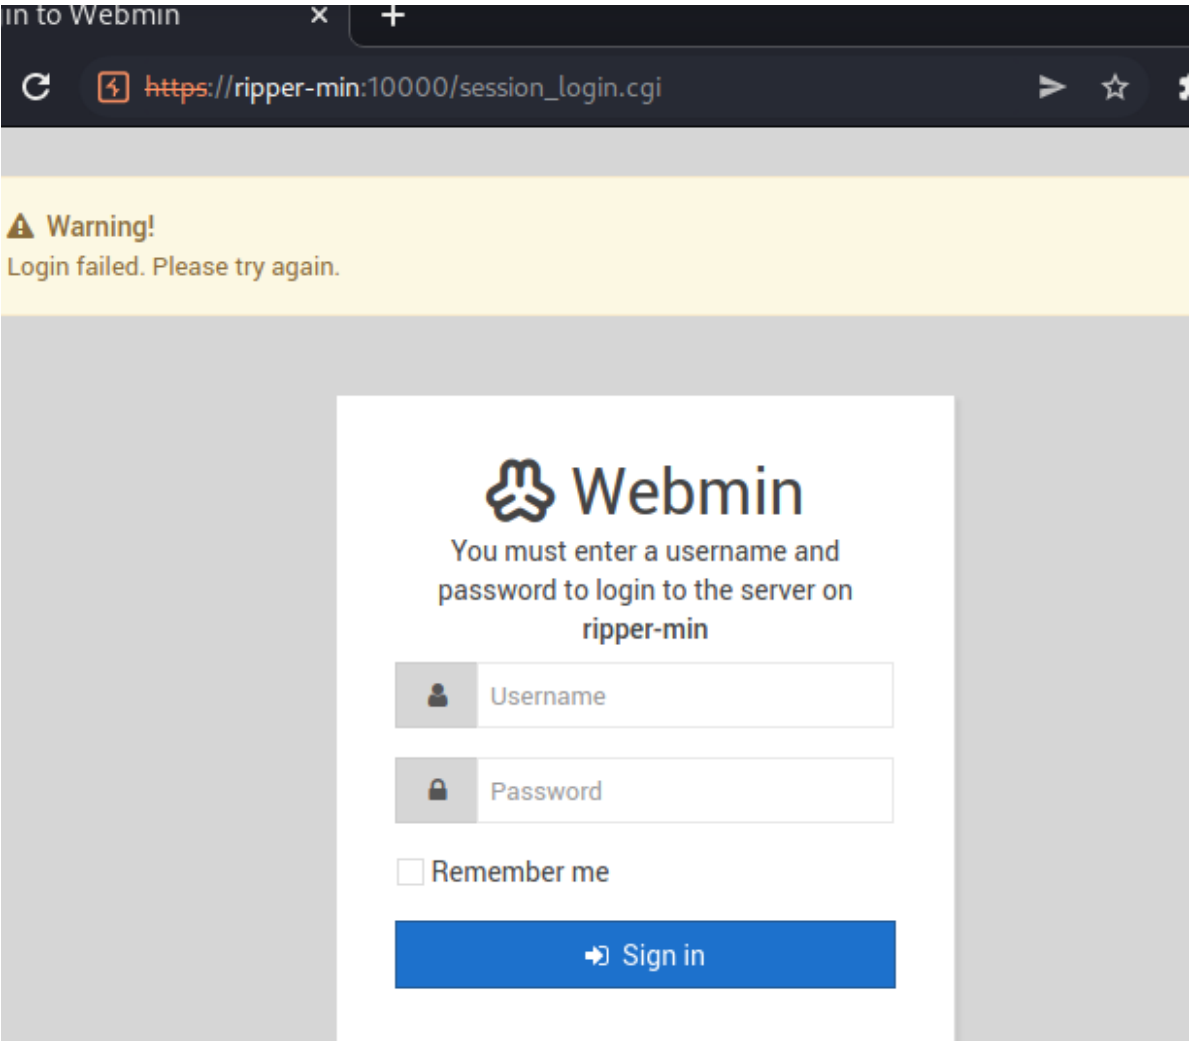 in to Webmin
https://ripper-min:10000/session_login.cgi
Warning!
Login failed. Please try again.
Webmin
You must enter a username and
password to login to the server on
ripper-min
Username
Password
Remember me
Sign in